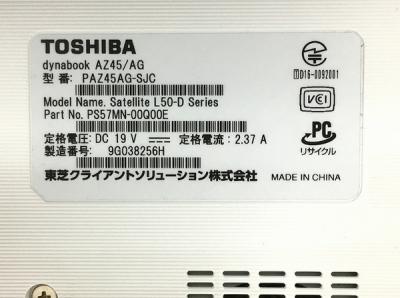 TOSHIBA
dynabook AZ45/AG
型 番: PAZ45AG-SJC
Model Name. Satellite L50-D Series
Part No. PS57MN-00Q00E
定格電圧: DC 19 V 定格電流: 2.37 A
製造番号: 9G038256H
東芝クライアントソリューション株式会社
MADE IN CHINA
D16-0092001
VCI
PC
リサイクル